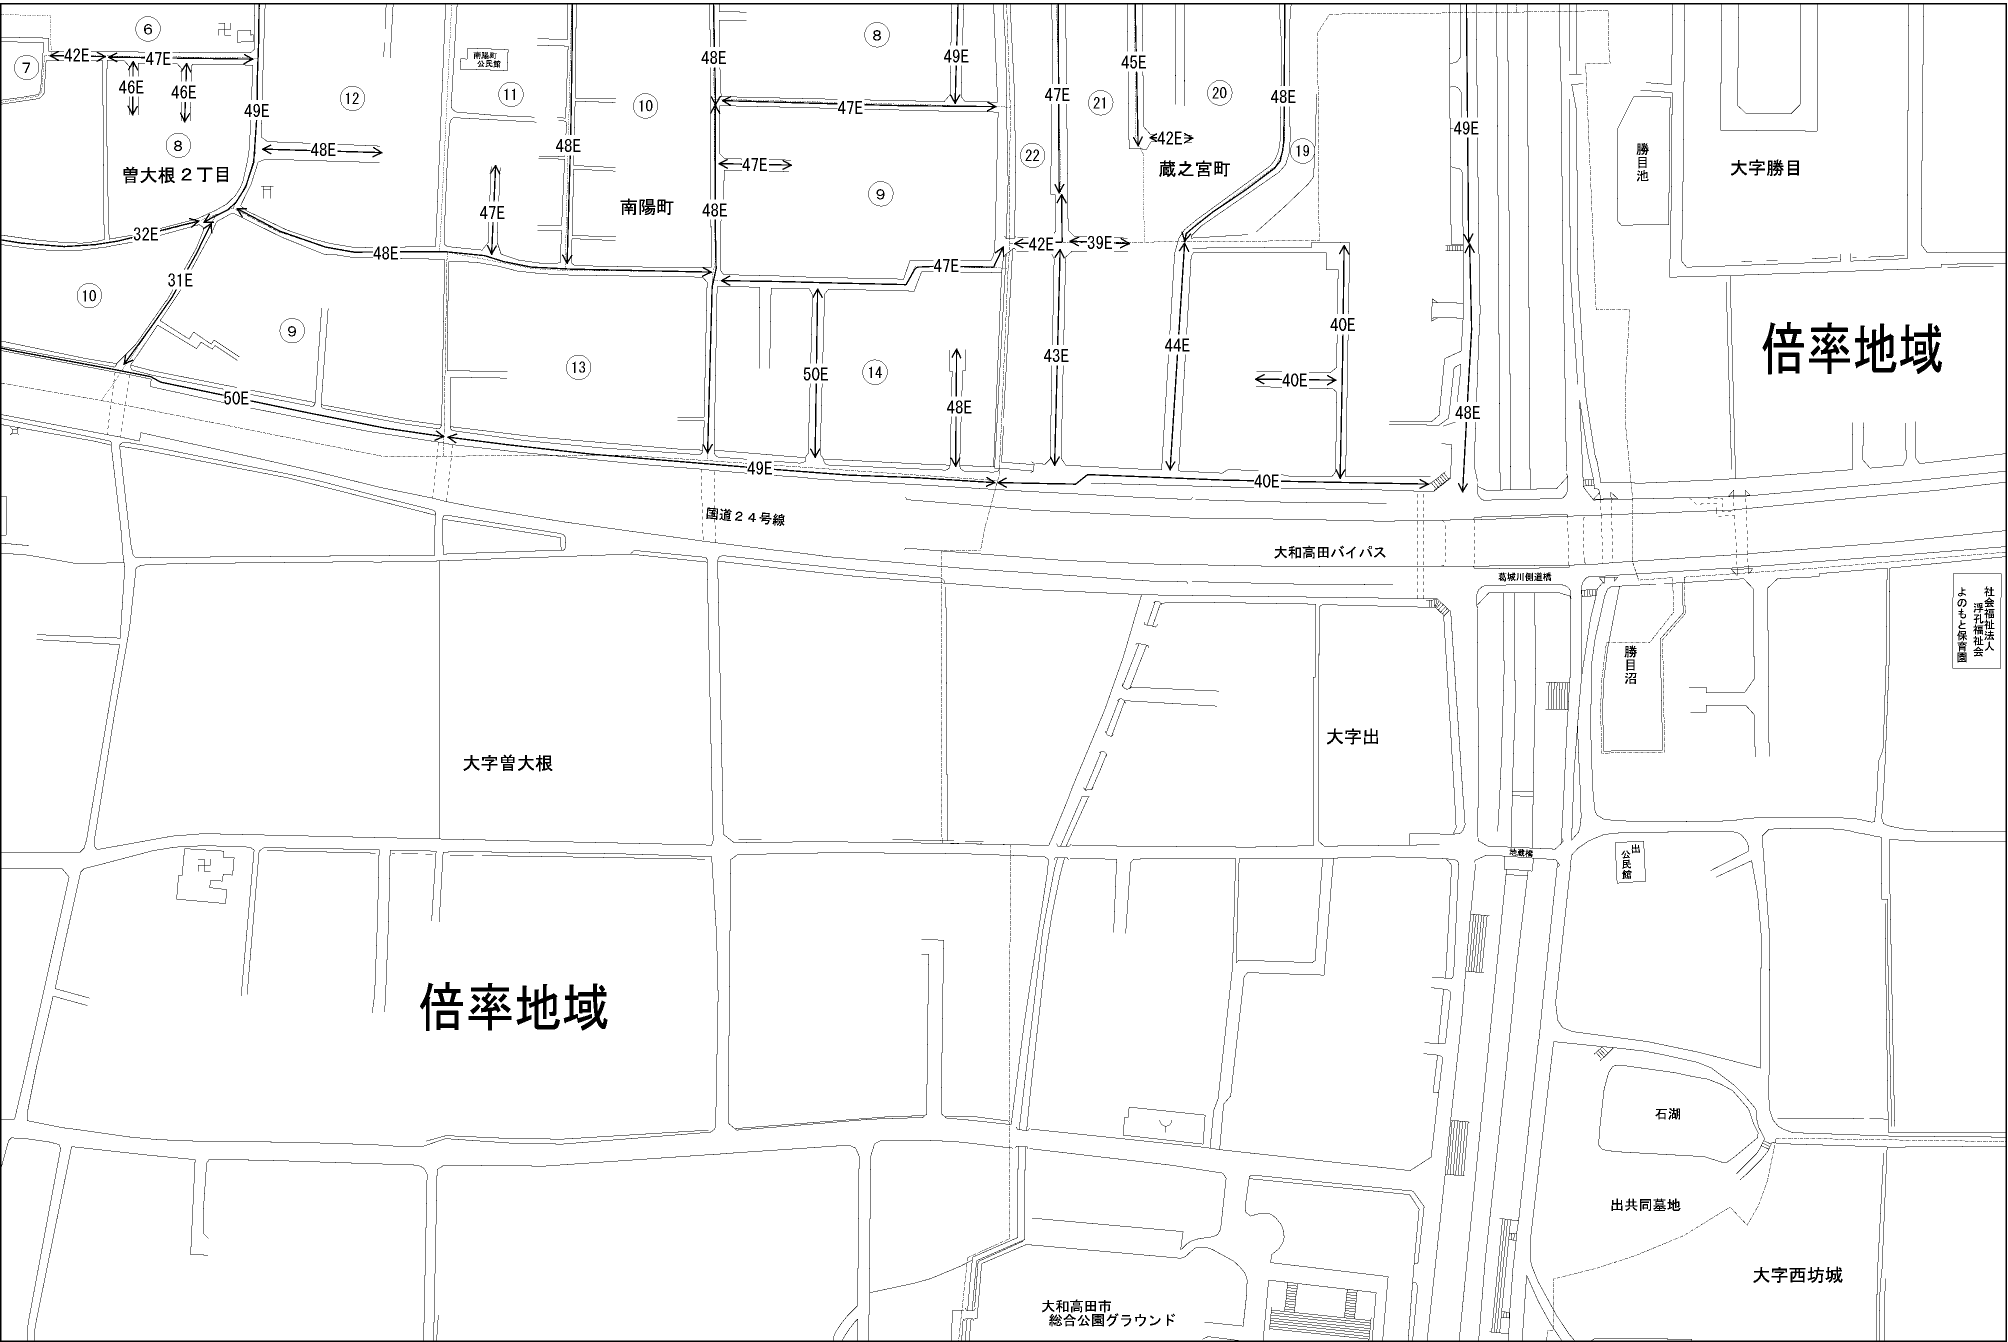 6
7
42E
47E
46E
46E
49E
8
曽大根２丁目
12
48E
南陽町
公民館
11
10
48E
48E
8
49E
47E
47E
9
南陽町
48E
47E
47E
21
45E
20
48E
42E
19
22
蔵之宮町
49E
勝目池
大字勝目
32E
31E
48E
42E
39E
47E
10
9
13
50E
14
48E
43E
44E
40E
40E
48E
倍率地域
50E
49E
40E
国道２４号線
大和高田バイパス
葛城川側道橋
社会福祉法人
浮孔福祉会
よのもと保育園
勝目沼
大字曽大根
大字出
地蔵橋
出
公民館
倍率地域
石湖
出共同墓地
大字西坊城
大和高田市
総合公園グラウンド